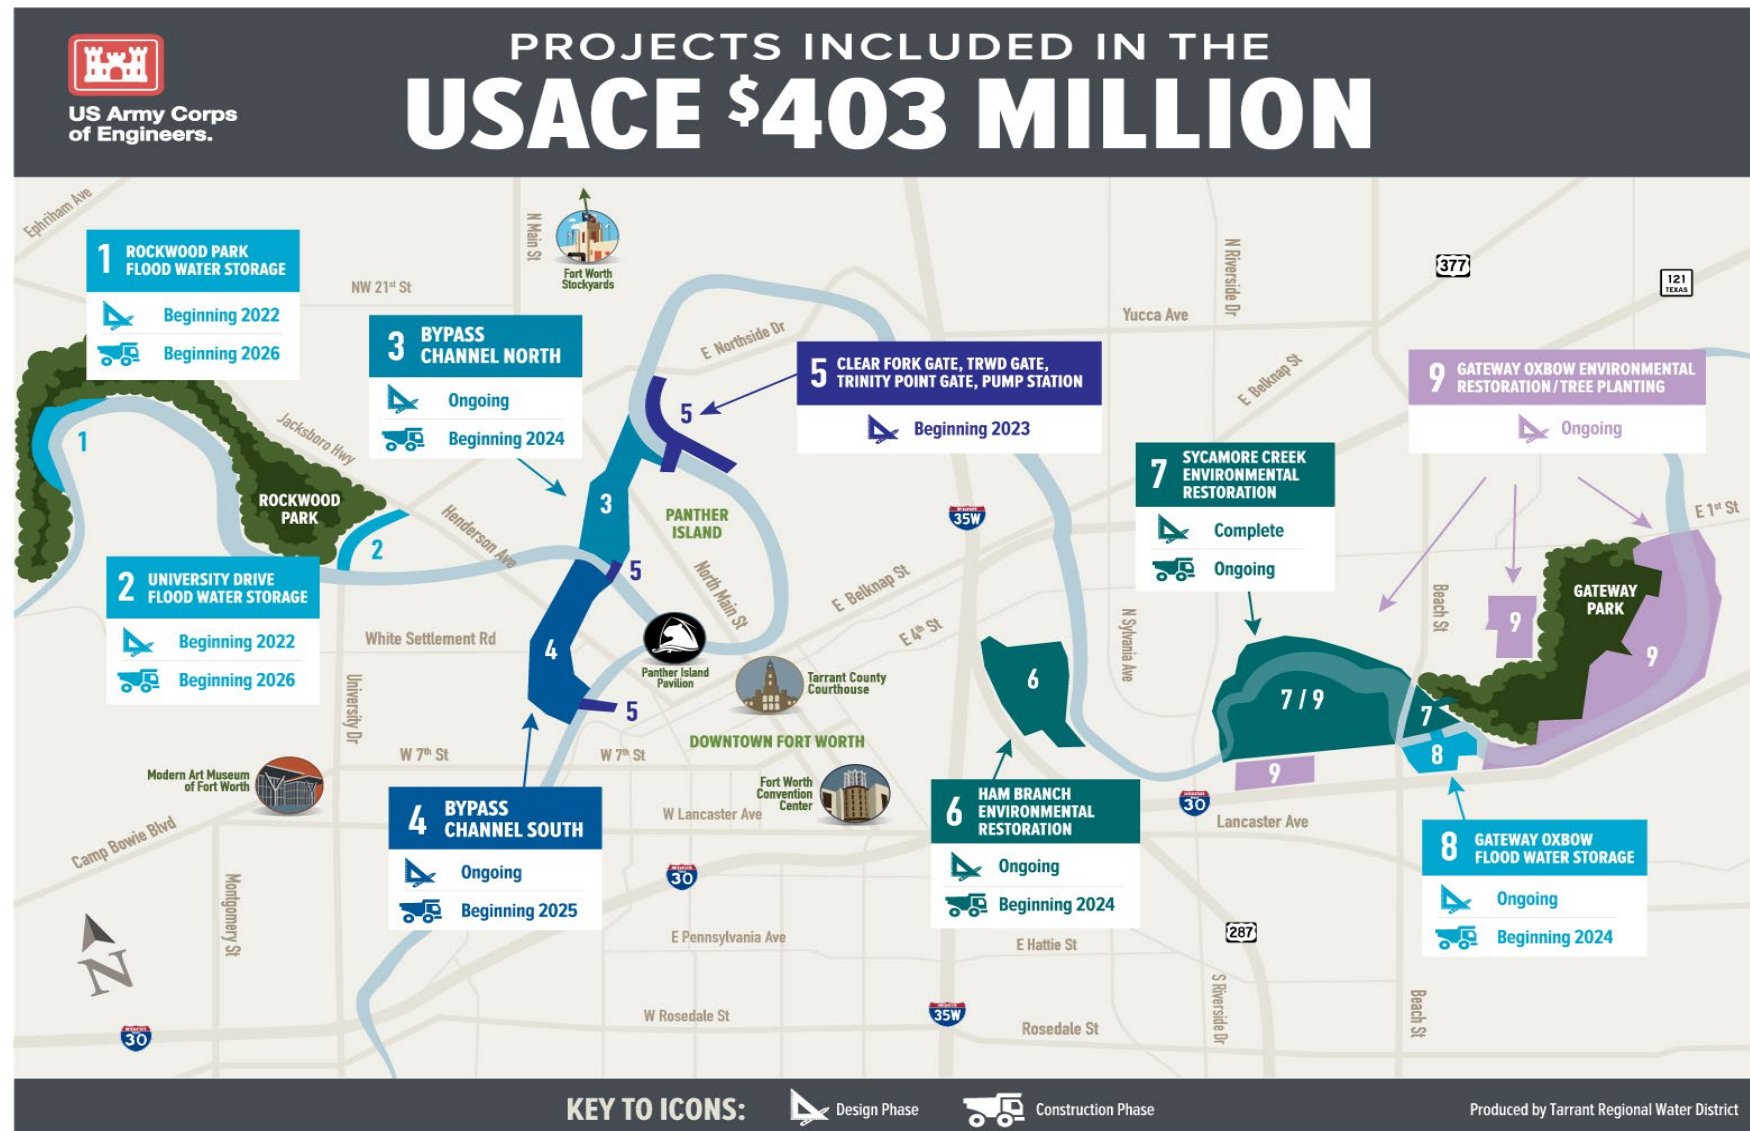 PROJECTS INCLUDED IN THE
USACE $403 MILLION
US Army Corps
of Engineers.
Ephriham Ave
1 ROCKWOOD PARK
FLOOD WATER STORAGE
Beginning 2022
Beginning 2026
NW 21st St
N Main St
Fort Worth
Stockyards
3 BYPASS
CHANNEL NORTH
Ongoing
Beginning 2024
E Northside Dr
5 CLEAR FORK GATE, TRWD GATE,
TRINITY POINT GATE, PUMP STATION
Beginning 2023
Yucca Ave
N Riverside Dr
377
121
TEXAS
E Belknap St
9 GATEWAY OXBOW ENVIRONMENTAL
RESTORATION / TREE PLANTING
Ongoing
1
Jacksboro Hwy
ROCKWOOD
PARK
2
Henderson Ave
3
5
PANTHER
ISLAND
North Main St
5
35W
7 SYCAMORE CREEK
ENVIRONMENTAL
RESTORATION
Complete
Ongoing
E 1st St
GATEWAY
PARK
Beach St
9
9
2 UNIVERSITY DRIVE
FLOOD WATER STORAGE
Beginning 2022
Beginning 2026
White Settlement Rd
University Dr
4
5
Panther Island
Pavilion
Tarrant County
Courthouse
E Belknap St
E 4th St
N Sylvania Ave
6
7 / 9
7
8
9
W 7th St
W 7th St
DOWNTOWN FORT WORTH
Modern Art Museum
of Fort Worth
Fort Worth
Convention
Center
Camp Bowie Blvd
4 BYPASS
CHANNEL SOUTH
Ongoing
Beginning 2025
W Lancaster Ave
INTERSTATE
30
6 HAM BRANCH
ENVIRONMENTAL
RESTORATION
Ongoing
Beginning 2024
INTERSTATE
30
Lancaster Ave
8 GATEWAY OXBOW
FLOOD WATER STORAGE
Ongoing
Beginning 2024
Montgomery St
N
E Pennsylvania Ave
E Hattie St
287
S Riverside Dr
Beach St
INTERSTATE
30
W Rosedale St
35W
Rosedale St
KEY TO ICONS:
Design Phase
Construction Phase
Produced by Tarrant Regional Water District